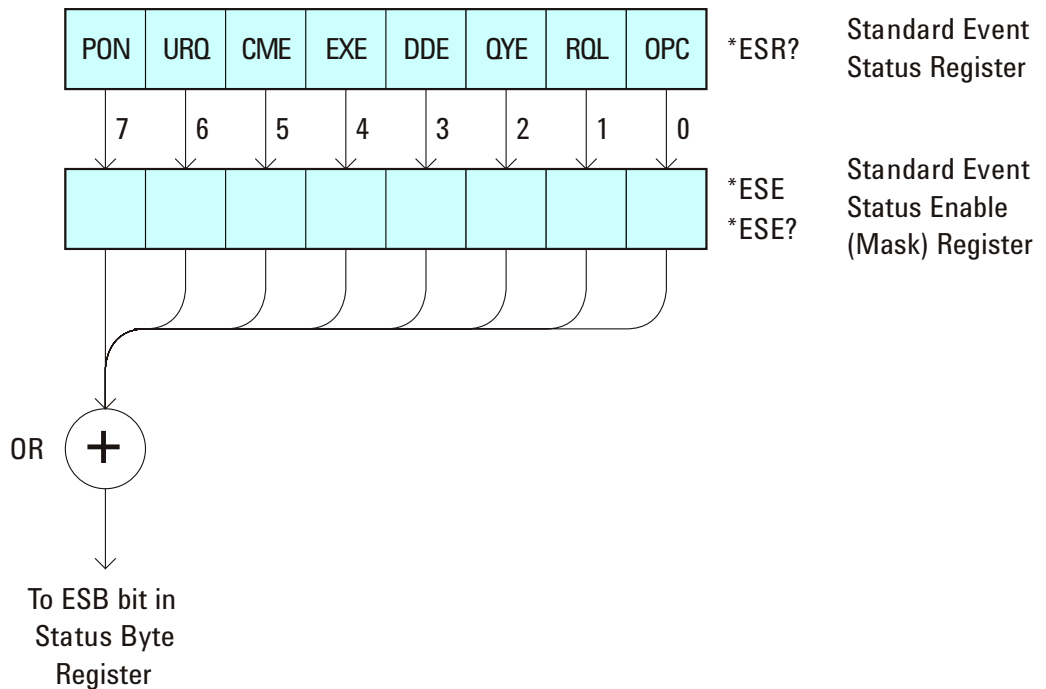 PON URQ CME EXE DDE QYE RQL OPC
*ESR?
Standard Event
Status Register
7 6 5 4 3 2 1 0
*ESE
*ESE?
Standard Event
Status Enable
(Mask) Register
OR +
To ESB bit in
Status Byte
Register